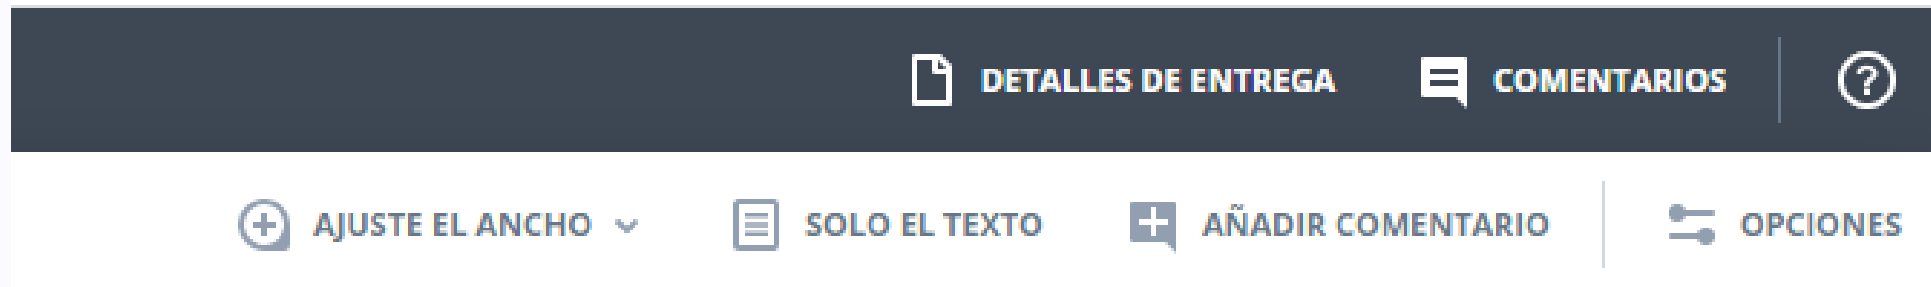 DETALLES DE ENTREGA COMENTARIOS ?
AJUSTE EL ANCHO SOLO EL TEXTO AÑADIR COMENTARIO OPCIONES